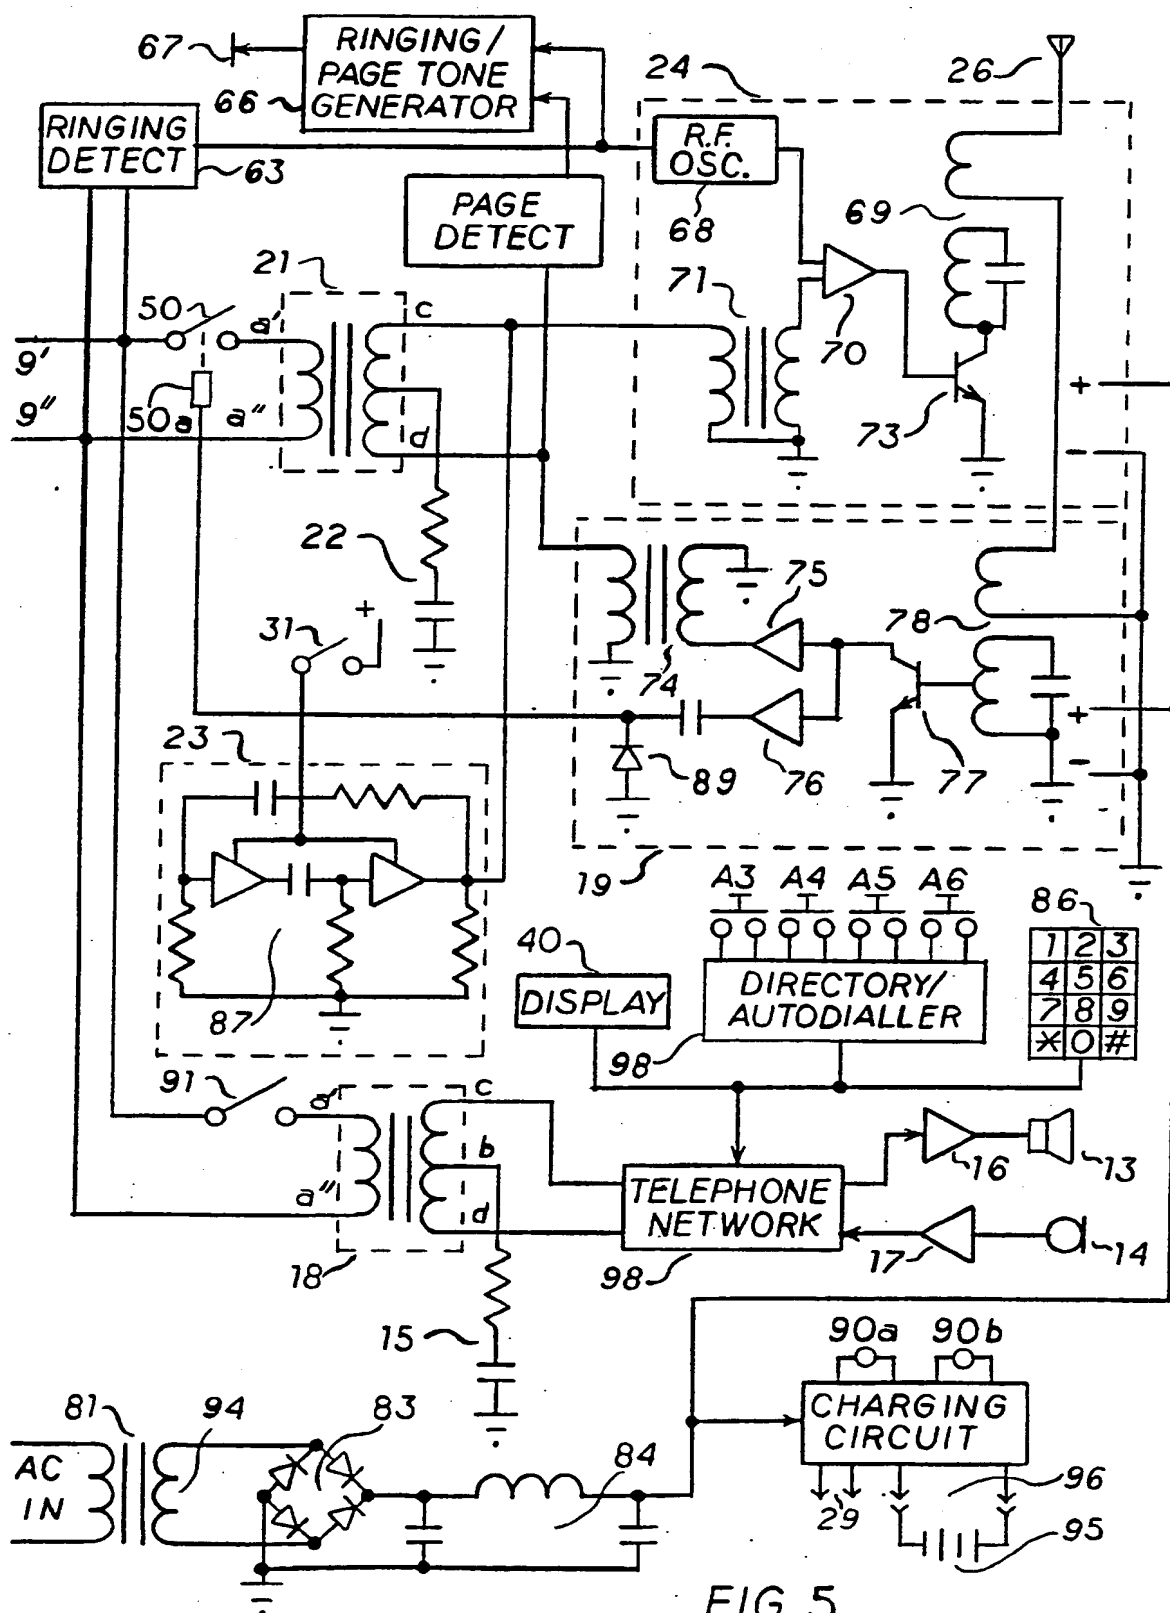 67
RINGING/
PAGE TONE
GENERATOR
66
24
26
RINGING
DETECT
63
R.F.
OSC.
68
69
PAGE
DETECT
21
71
50
a'
c
9'
70
+
9"
50a
a"
d
73
-
22
75
+
31
78
74
23
+
89
76
77
-
19
A3 A4 A5 A6
86
40
1 2 3
DISPLAY
DIRECTORY/
AUTODIALLER
4 5 6
7 8 9
* 0 #
87
98
91
a'
c
b
16
13
a"
TELEPHONE
NETWORK
d
17
14
18
98
15
90a 90b
81
94
83
CHARGING
CIRCUIT
AC
IN
84
96
29
95
FIG 5